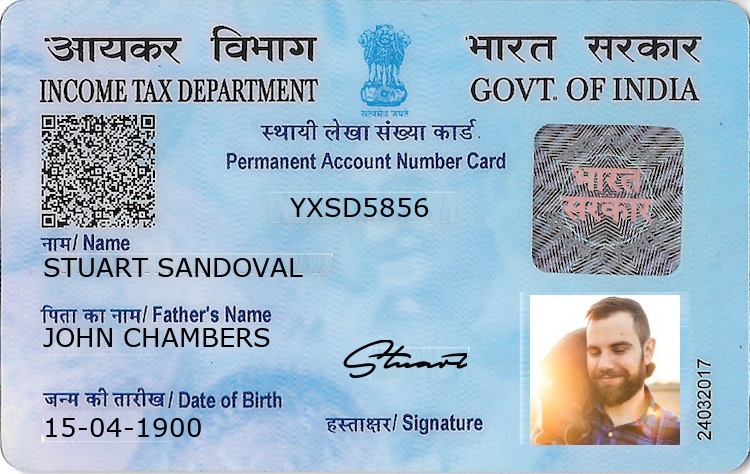 आयकर विभाग
भारत सरकार
INCOME TAX DEPARTMENT
GOVT. OF INDIA
सत्यमेव जयते
स्थायी लेखा संख्या कार्ड
Permanent Account Number Card
YXSD5856
भारत
सरकार
नाम/ Name
STUART SANDOVAL
पिता का नाम/ Father's Name
JOHN CHAMBERS
Stuart
जन्म की तारीख/ Date of Birth
15-04-1900
हस्ताक्षर/ Signature
24032017